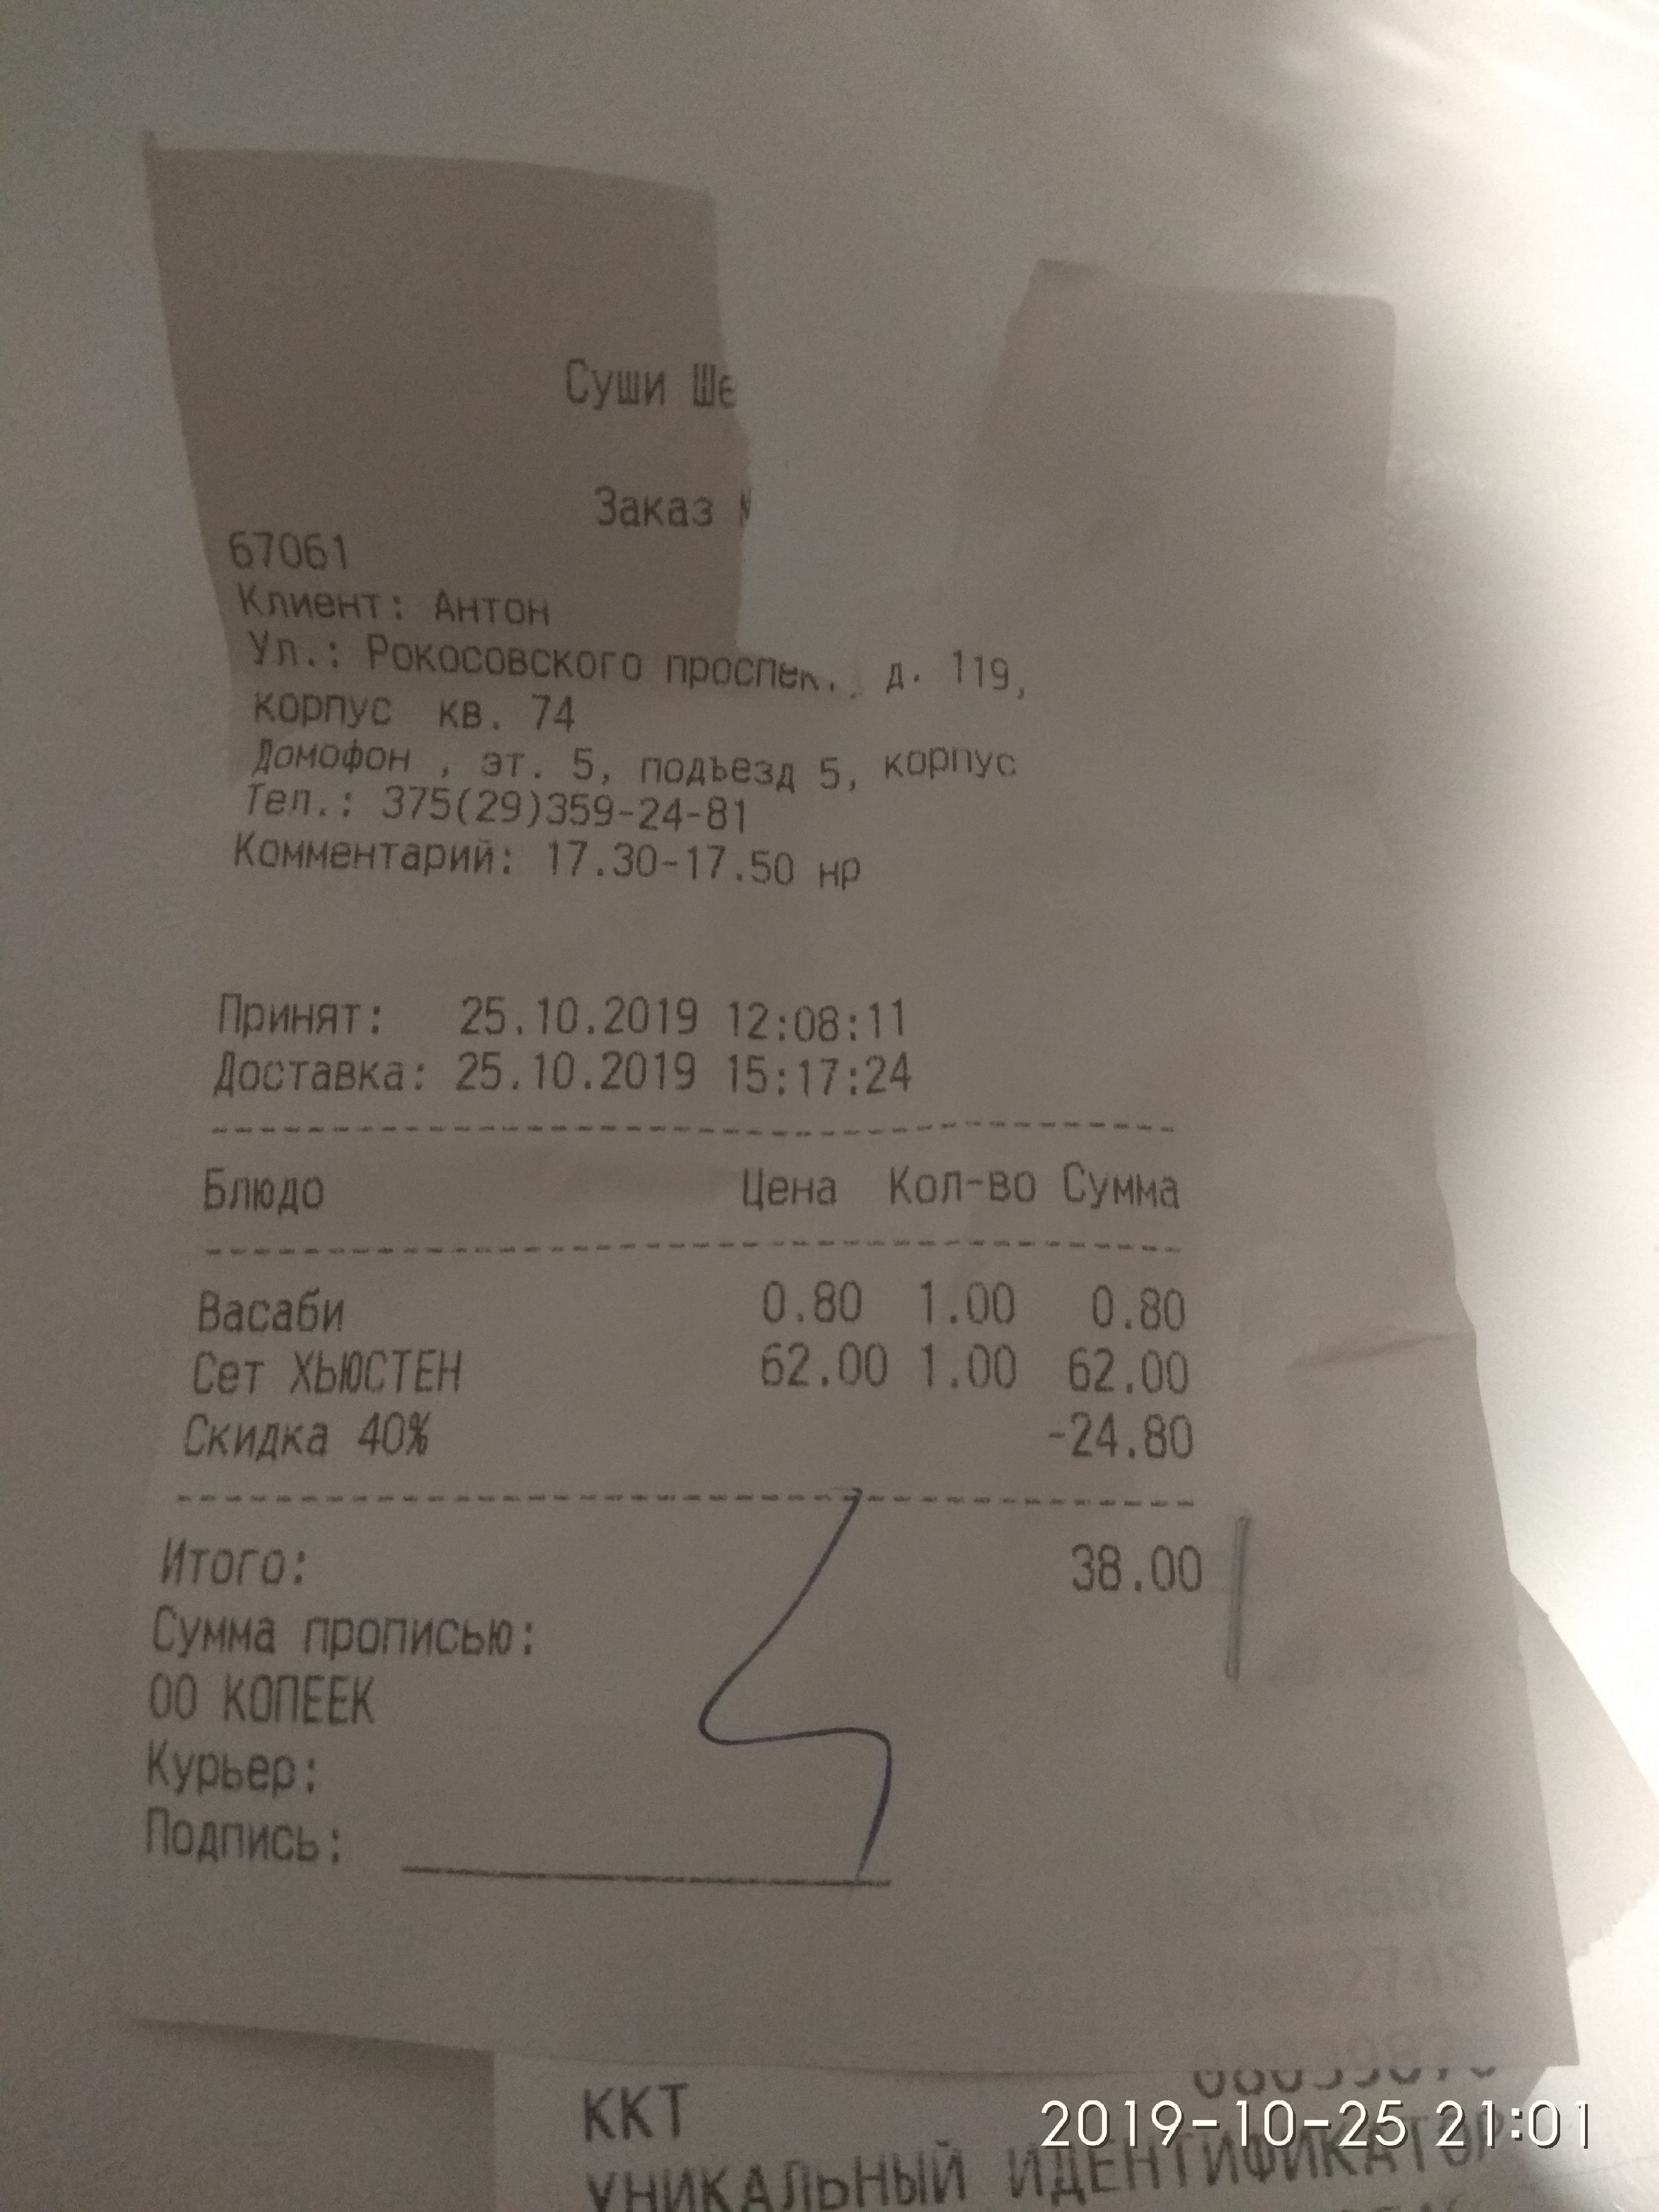 Суши
Заказ
67061
Клиент: Антон
Ул.: Рокосовского д. 119,
корпус кв. 74
Домофон , эт. 5, подъезд 5, корпус
Тел.: 375(29)359-24-81
Комментарий: 17.30-17.50 нр
Принят: 25.10.2019 12:08:11
Доставка: 25.10.2019 15:17:24
Блюдо Цена Кол-во Сумма
Васаби 0.80 1.00 0.80
Сет ХЬЮСТЕН 62.00 1.00 62.00
Скидка 40% -24.80
Итого: 38.00
Сумма прописью:
00 КОПЕЕК
Курьер:
Подпись:
ККТ
2019-10-25 21:01
УНИКАЛЬНЫЙ ИДЕНТИФИКАТОР